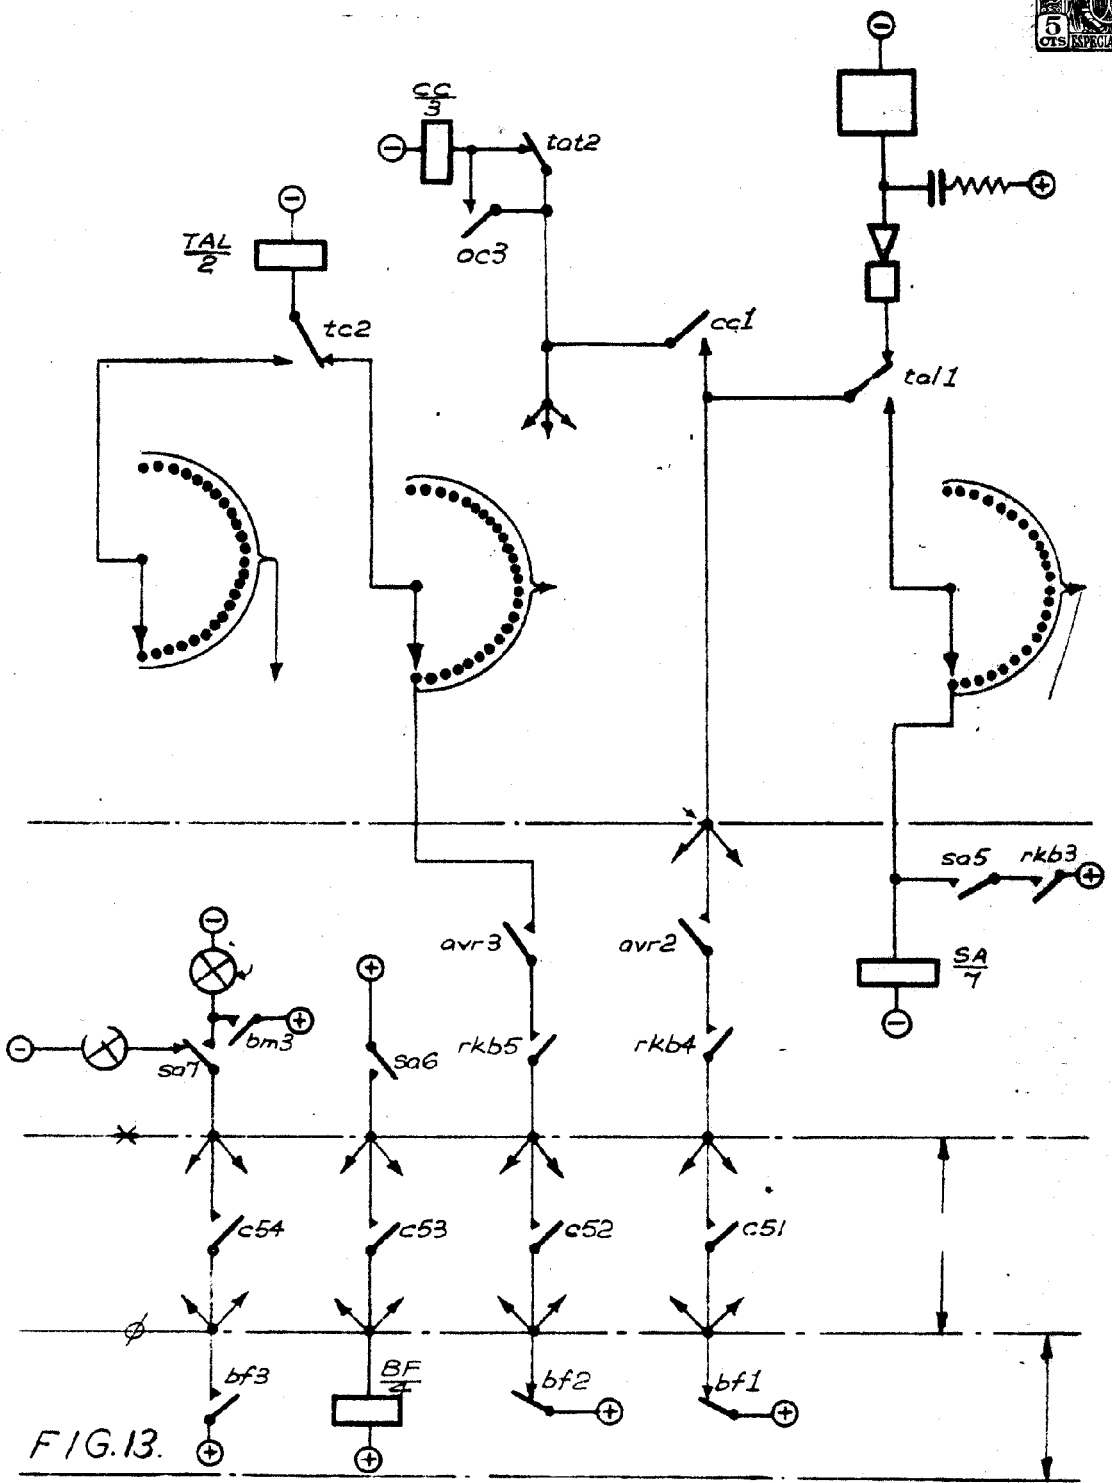 5
CTS ESPECIA
CC
3
tat2
TAL
2
oc3
tc2
cc1
tal1
sa5
rkb3
avr3
avr2
SA
7
bm3
sa7
sa6
rkb5
rkb4
c54
c53
c52
c51
bf3
BF
4
bf2
bf1
FIG.13.